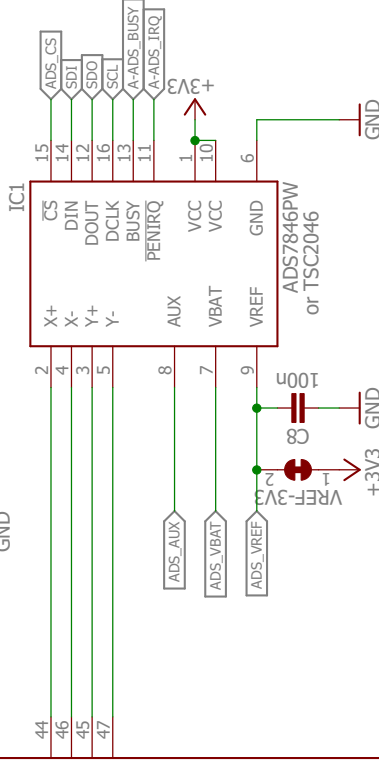 ADS_CS
SDI
SDO
SCL
A-ADS_BUSY
A-ADS_IRQ
+3V3
GND
15
14
12
16
13
11
1
10
6
IC1
CS
DIN
DOUT
DCLK
BUSY
PENIRQ
VCC
VCC
GND
ADS7846PW
or TSC2046
X+
X-
Y+
Y-
AUX
VBAT
VREF
2
4
3
5
8
7
9
100n
C8
GND
+3V3
1
2
VREF-3V3
ADS_AUX
ADS_VBAT
ADS_VREF
GND
44
46
45
47